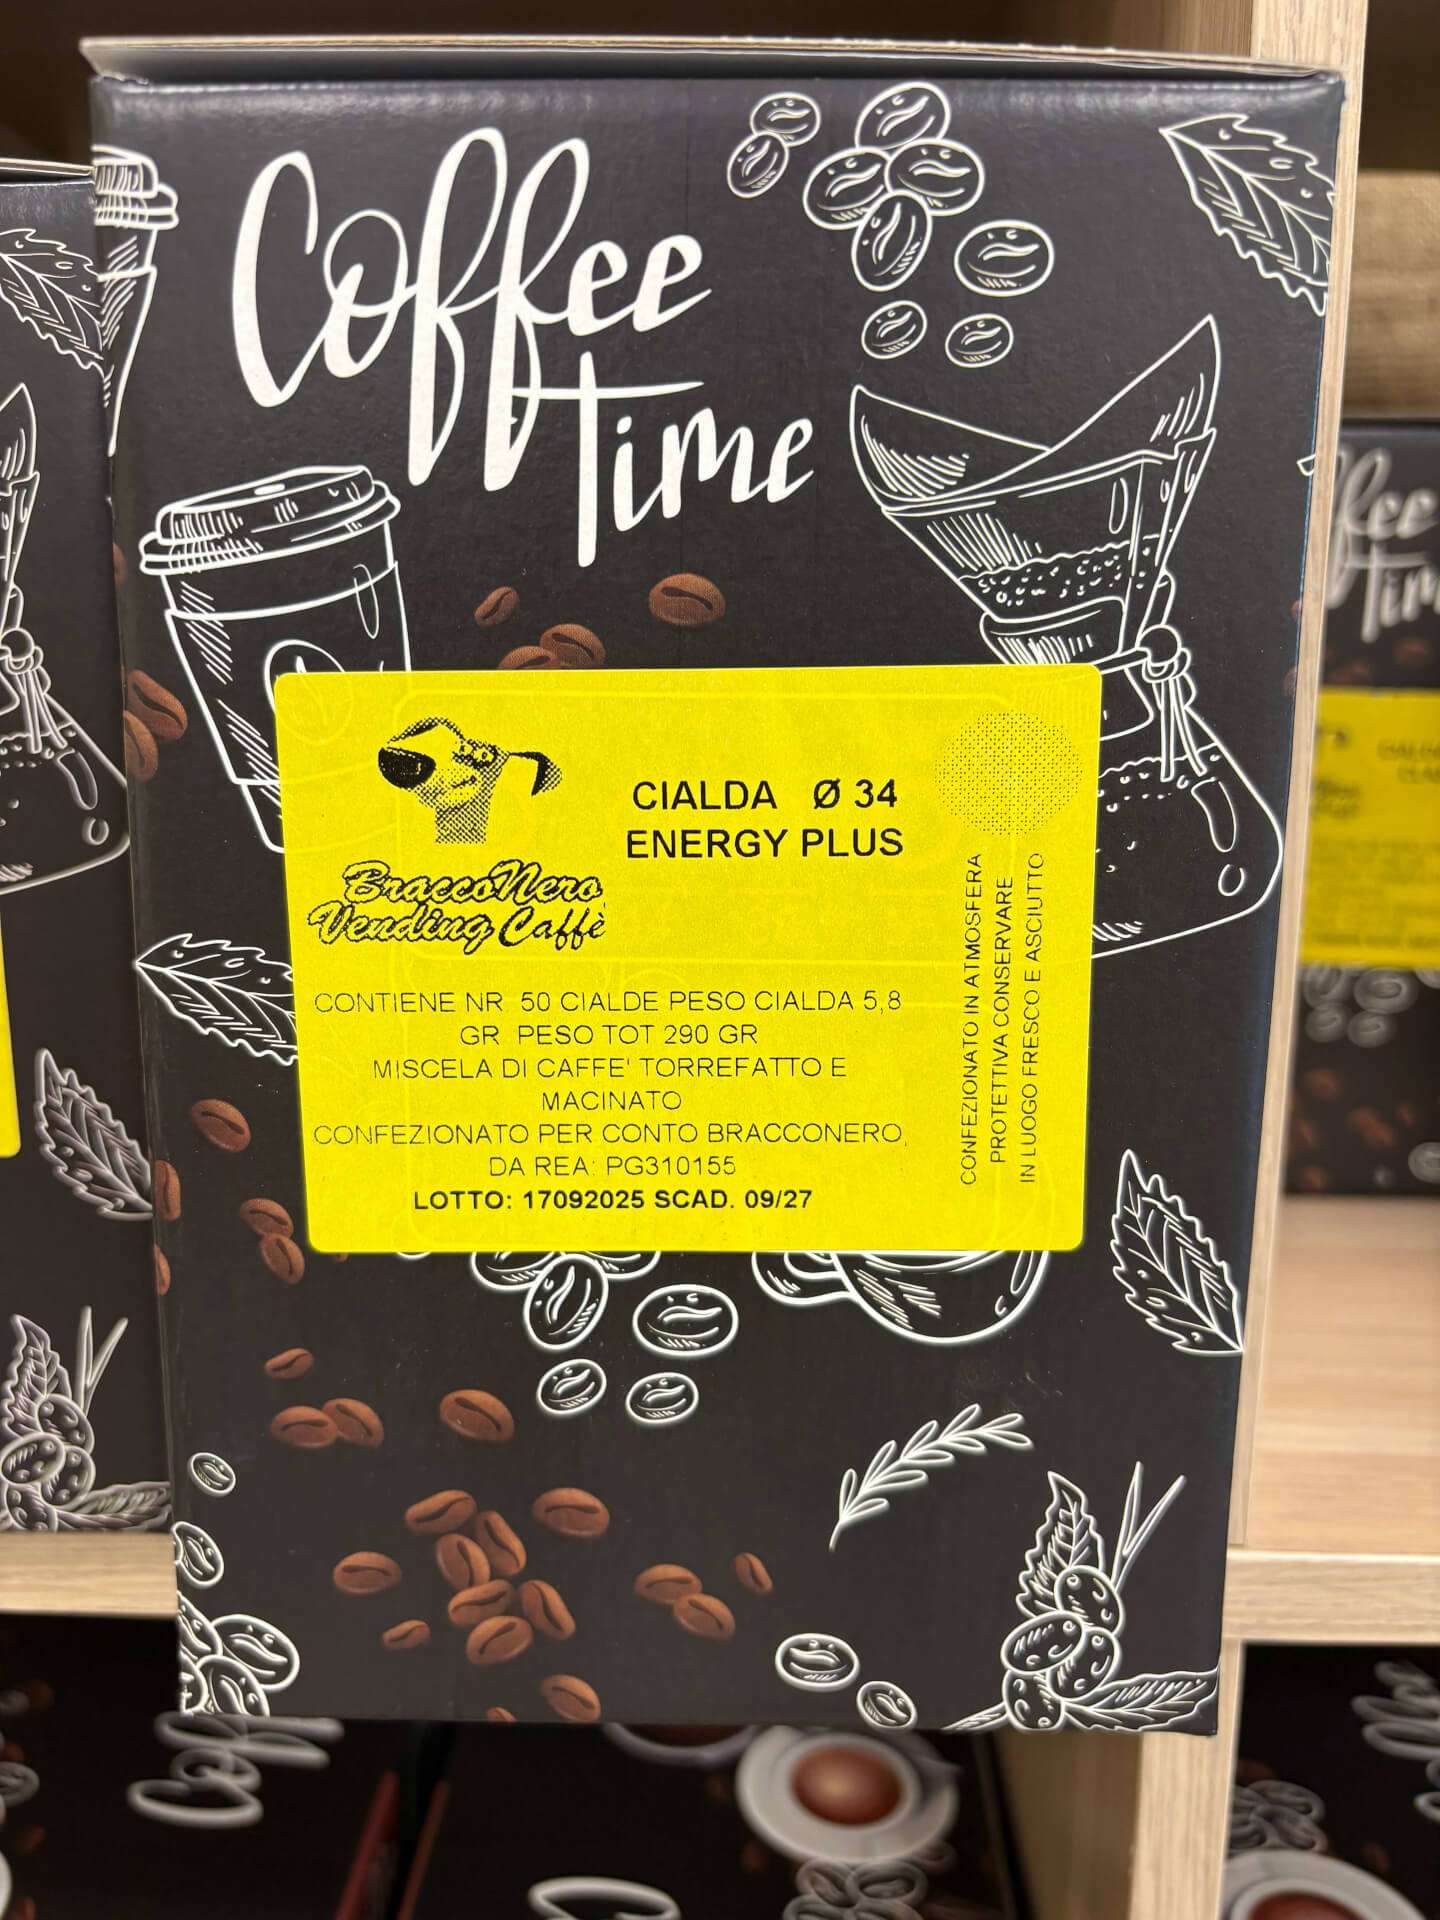 Coffee
Time
BraccoNero
Vending Caffè
CIALDA Ø 34
ENERGY PLUS
CONTIENE NR. 50 CIALDE PESO CIALDA 5,8
GR PESO TOT 290 GR
MISCELA DI CAFFE' TORREFATTO E
MACINATO
CONFEZIONATO PER CONTO BRACCONERO,
DA REA: PG310155
LOTTO: 17092025 SCAD. 09/27
CONFEZIONATO IN ATMOSFERA
PROTETTIVA CONSERVARE
IN LUOGO FRESCO E ASCIUTTO